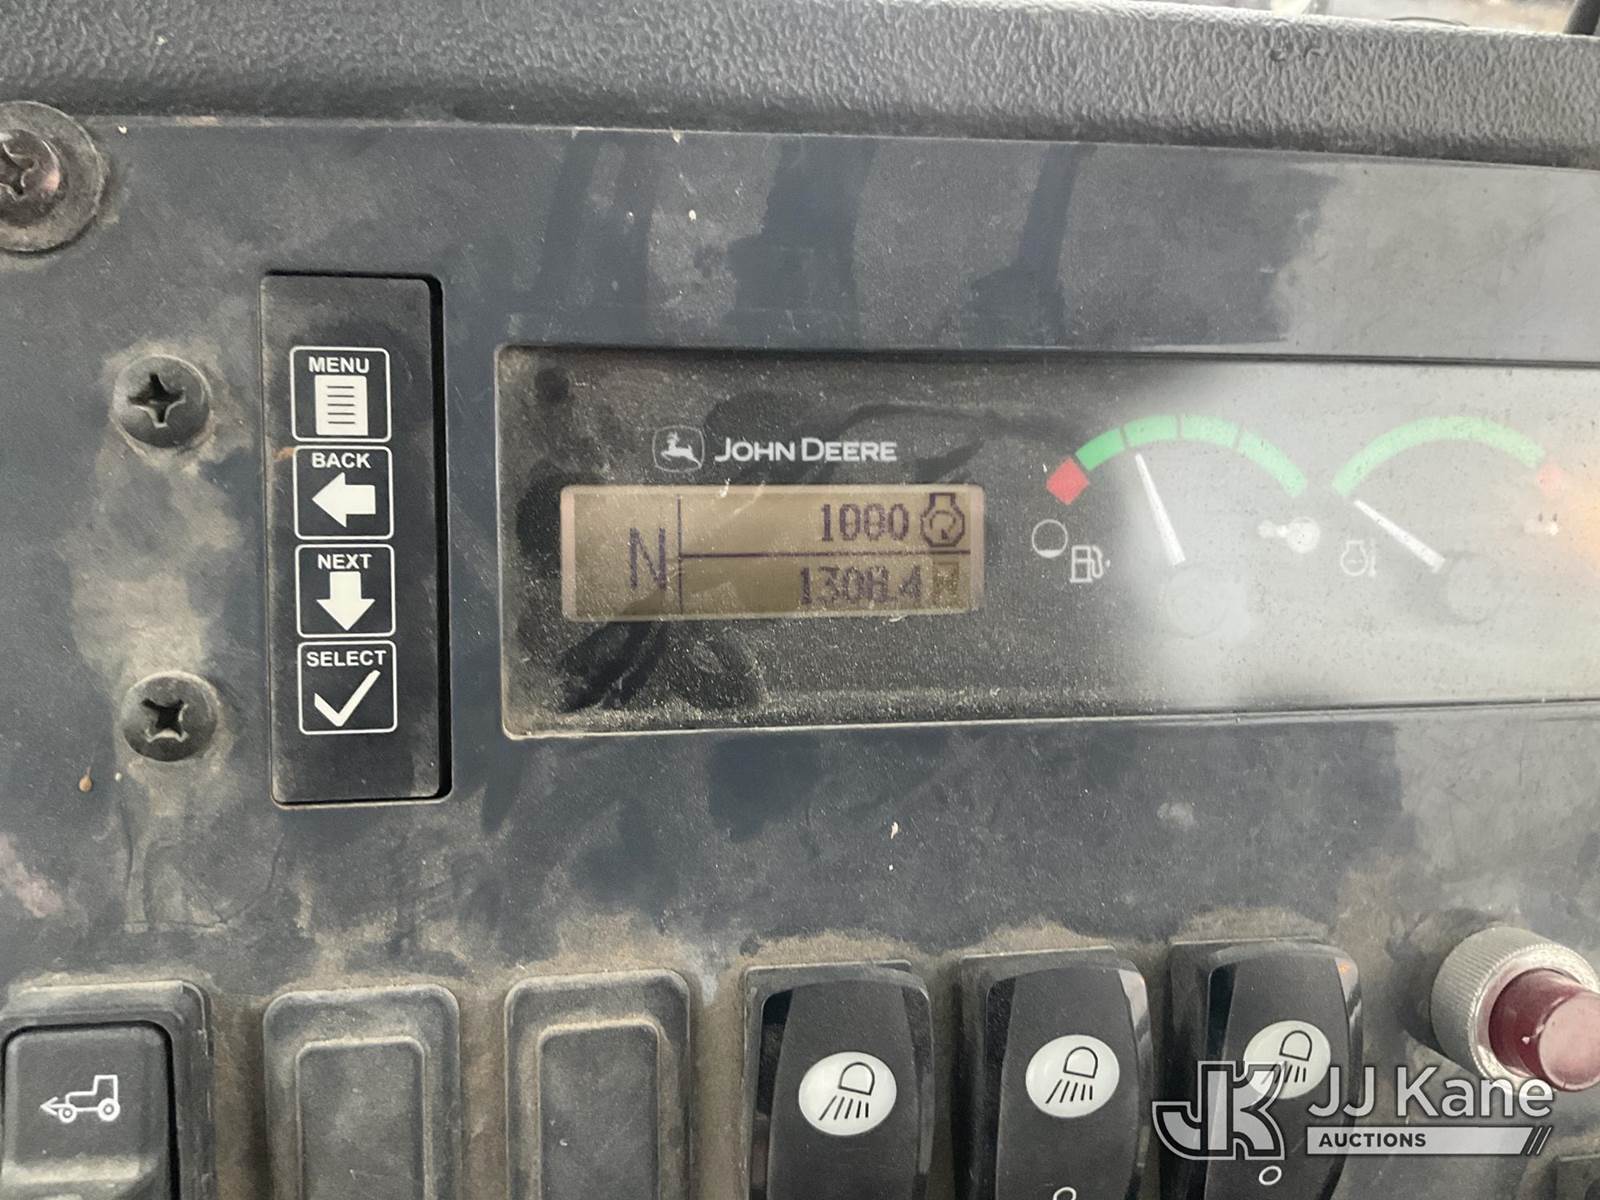 MENU
BACK
NEXT
SELECT
JOHN DEERE
N
1000
1308.4
JJ Kane
AUCTIONS